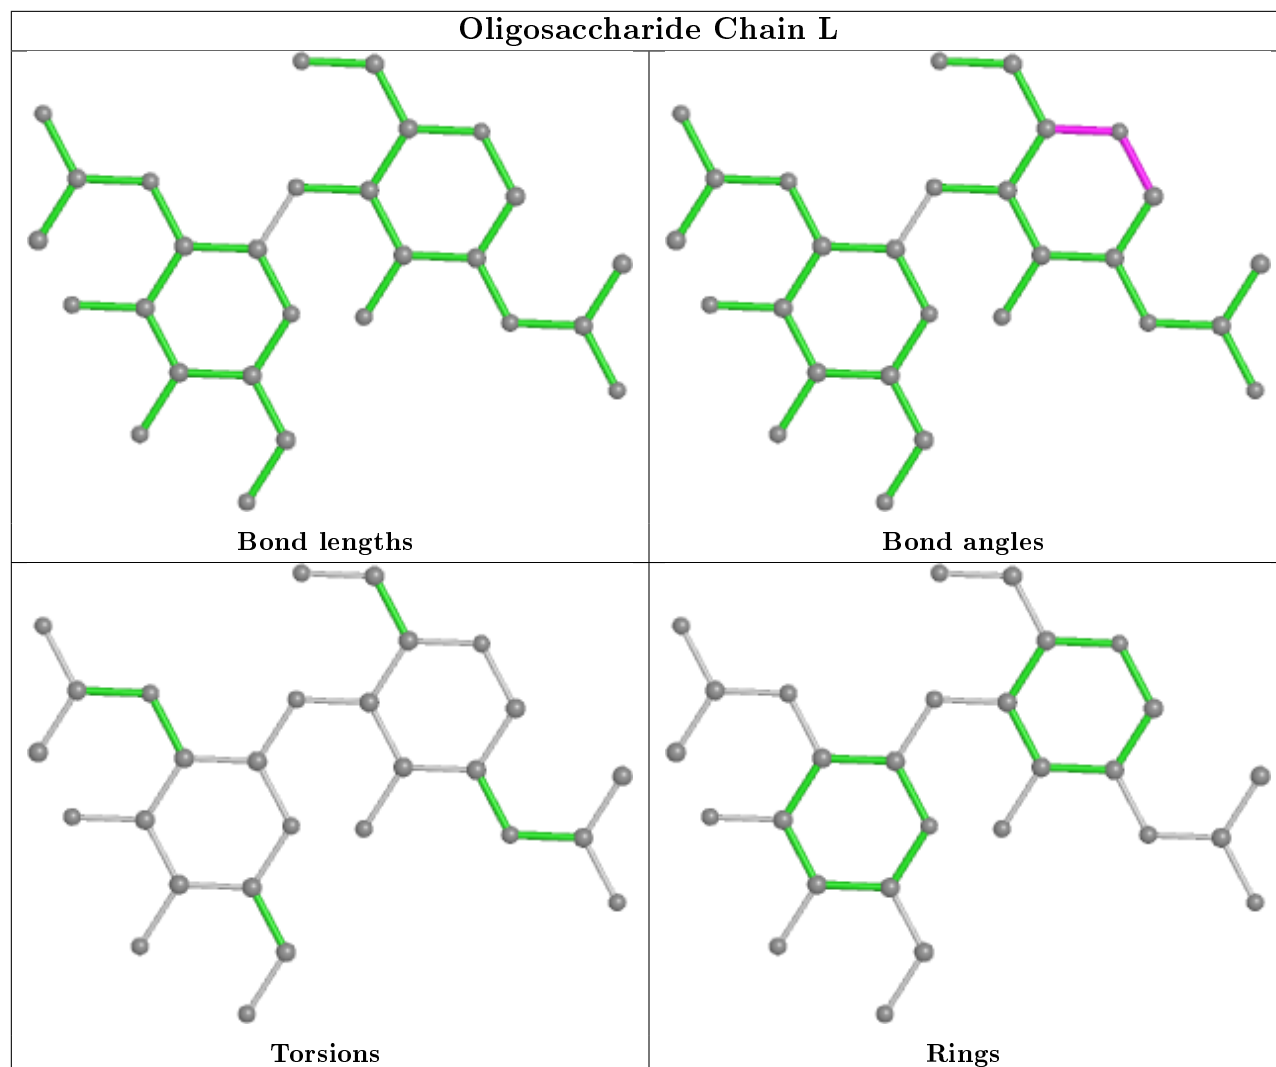 Oligosaccharide Chain L
Bond lengths
Bond angles
Torsions
Rings